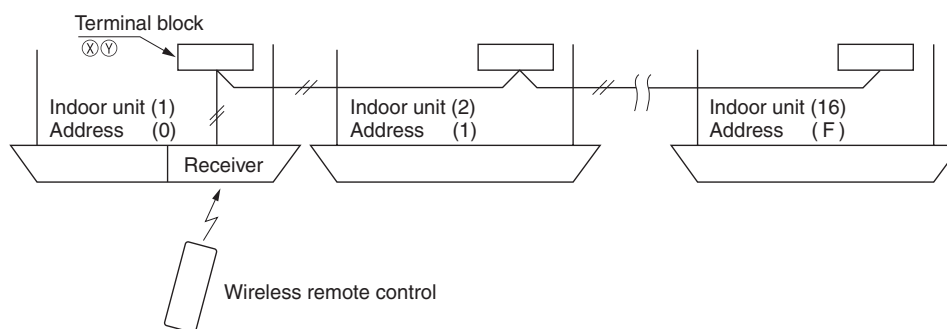 Terminal block
Ⓧ Ⓨ
Indoor unit (1)
Address (0)
Indoor unit (2)
Address (1)
Indoor unit (16)
Address (F)
Receiver
Wireless remote control